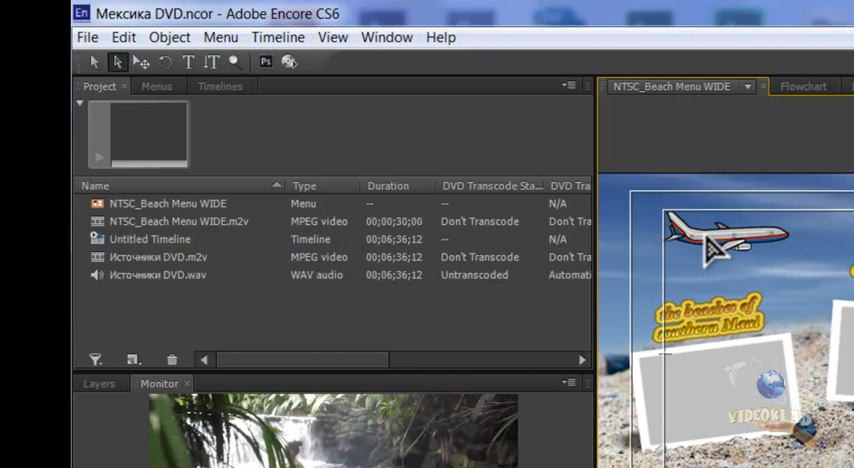 En Мексика DVD.ncor - Adobe Encore CS6
File Edit Object Menu Timeline View Window Help
T T Ps
Project × Menus Timelines
NTSC_Beach Menu WIDE × Flowchart
Name Type Duration DVD Transcode Sta... DVD Tra
NTSC_Beach Menu WIDE Menu -- -- N/A
NTSC_Beach Menu WIDE.m2v MPEG video 00;00;30;00 Don't Transcode Don't Tra
Untitled Timeline Timeline 00;06;36;12 -- N/A
Источники DVD.m2v MPEG video 00;06;36;12 Don't Transcode Don't Tra
Источники DVD.wav WAV audio 00;06;36;12 Untranscoded Automati
the beaches of
southern Maui
Layers Monitor ×